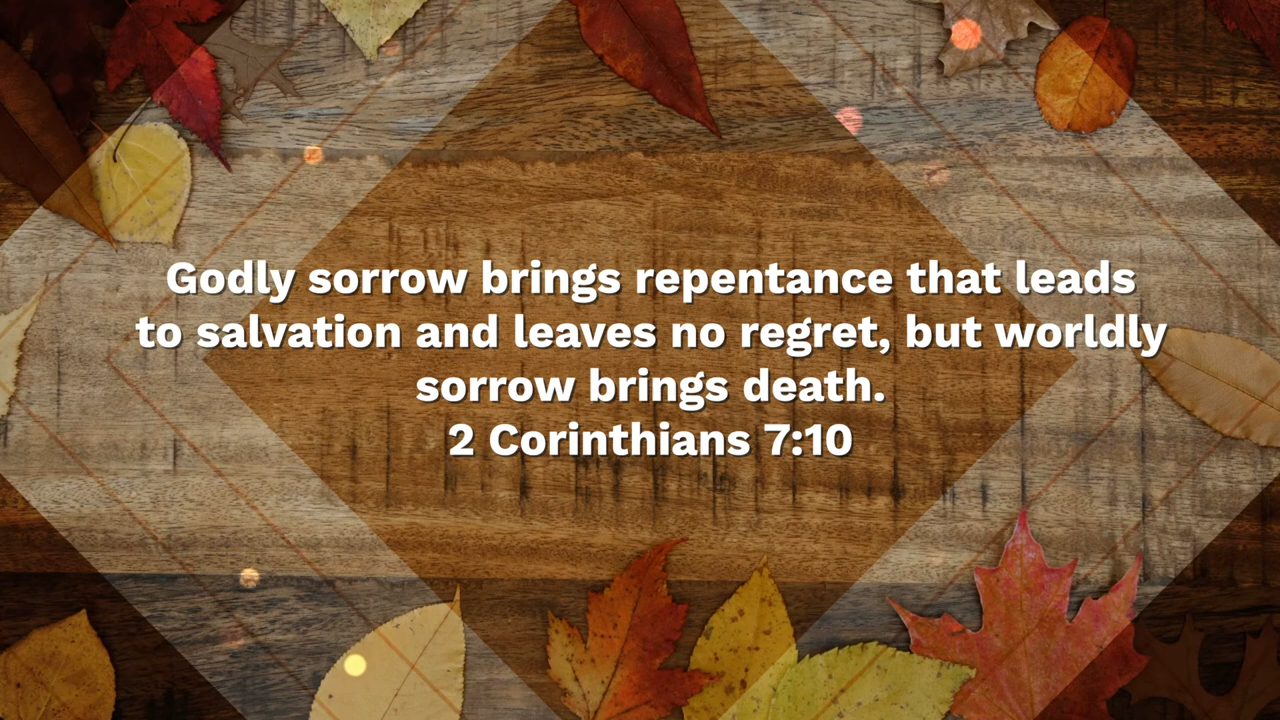 Godly sorrow brings repentance that leads
to salvation and leaves no regret, but worldly
sorrow brings death.
2 Corinthians 7:10